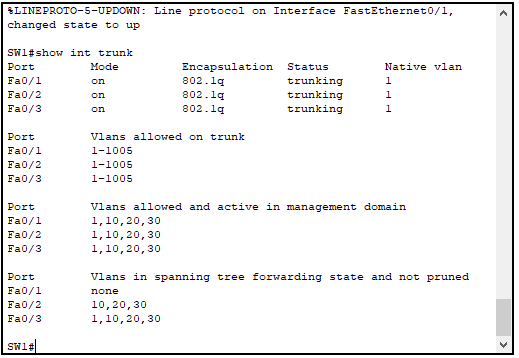 %LINEPROTO-5-UPDOWN: Line protocol on Interface FastEthernet0/1,
changed state to up
SW1#show int trunk
Port Mode Encapsulation Status Native vlan
Fa0/1 on 802.1q trunking 1
Fa0/2 on 802.1q trunking 1
Fa0/3 on 802.1q trunking 1
Port Vlans allowed on trunk
Fa0/1 1-1005
Fa0/2 1-1005
Fa0/3 1-1005
Port Vlans allowed and active in management domain
Fa0/1 1,10,20,30
Fa0/2 1,10,20,30
Fa0/3 1,10,20,30
Port Vlans in spanning tree forwarding state and not pruned
Fa0/1 none
Fa0/2 10,20,30
Fa0/3 1,10,20,30
SW1#